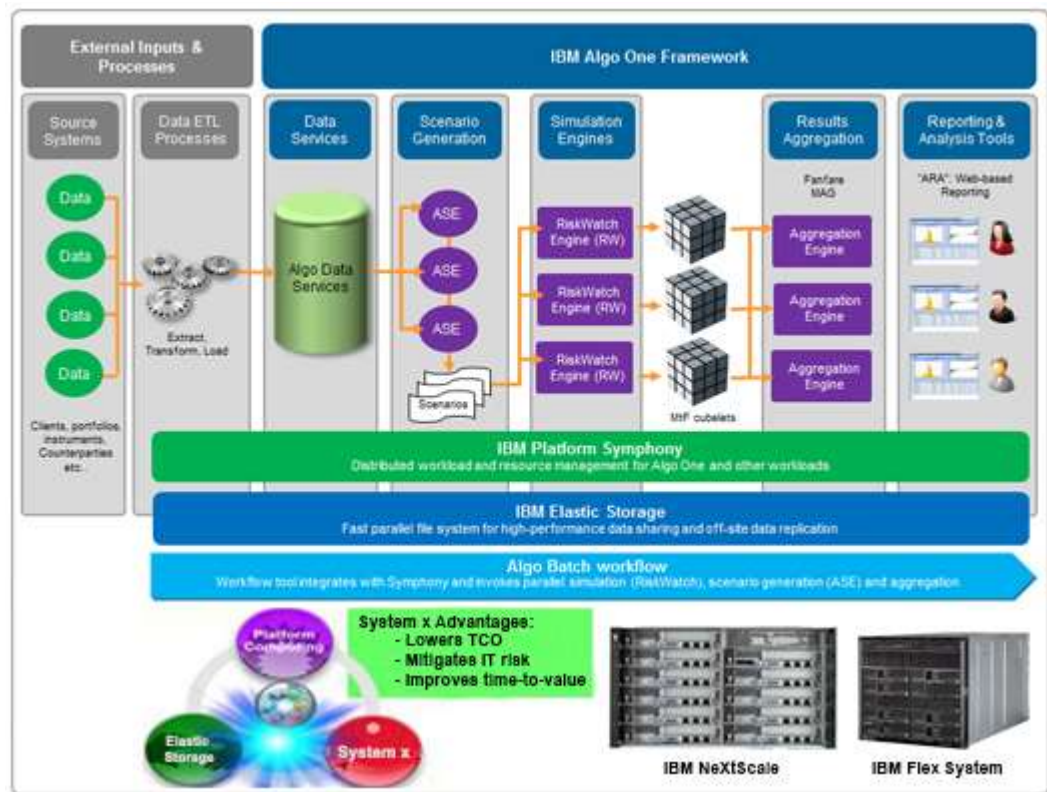 External Inputs &
Processes
IBM Algo One Framework
Source
Systems
Data ETL
Processes
Data
Services
Scenario
Generation
Simulation
Engines
Results
Aggregation
Reporting &
Analysis Tools
Data
Data
Data
Data
Clients, portfolios,
instruments,
Counterparties
etc..
Extract,
Transform, Load
Algo Data
Services
ASE
ASE
ASE
Scenarios
RiskWatch
Engine (RW)
RiskWatch
Engine (RW)
RiskWatch
Engine (RW)
MtF cubelets
Fanfare
MAG
Aggregation
Engine
Aggregation
Engine
Aggregation
Engine
"ARA", Web-based
Reporting
IBM Platform Symphony
Distributed workload and resource management for Algo One and other workloads
IBM Elastic Storage
Fast parallel file system for high-performance data sharing and off-site data replication
Algo Batch workflow
Workflow tool integrates with Symphony and invokes parallel simulation (RiskWatch), scenario generation (ASE) and aggregation
Platform
Computing
Elastic
Storage
System x
System x Advantages:
- Lowers TCO
- Mitigates IT risk
- Improves time-to-value
IBM NeXtScale
IBM Flex System